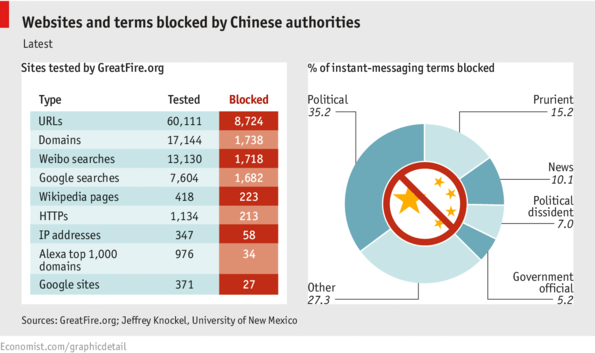 Websites and terms blocked by Chinese authorities
Latest
Sites tested by GreatFire.org
Type Tested Blocked
URLs 60,111 8,724
Domains 17,144 1,738
Weibo searches 13,130 1,718
Google searches 7,604 1,682
Wikipedia pages 418 223
HTTPs 1,134 213
IP addresses 347 58
Alexa top 1,000
domains 976 34
Google sites 371 27
% of instant-messaging terms blocked
Political
35.2
Prurient
15.2
News
10.1
Political
dissident
7.0
Government
official
5.2
Other
27.3
Sources: GreatFire.org; Jeffrey Knockel, University of New Mexico
Economist.com/graphicdetail